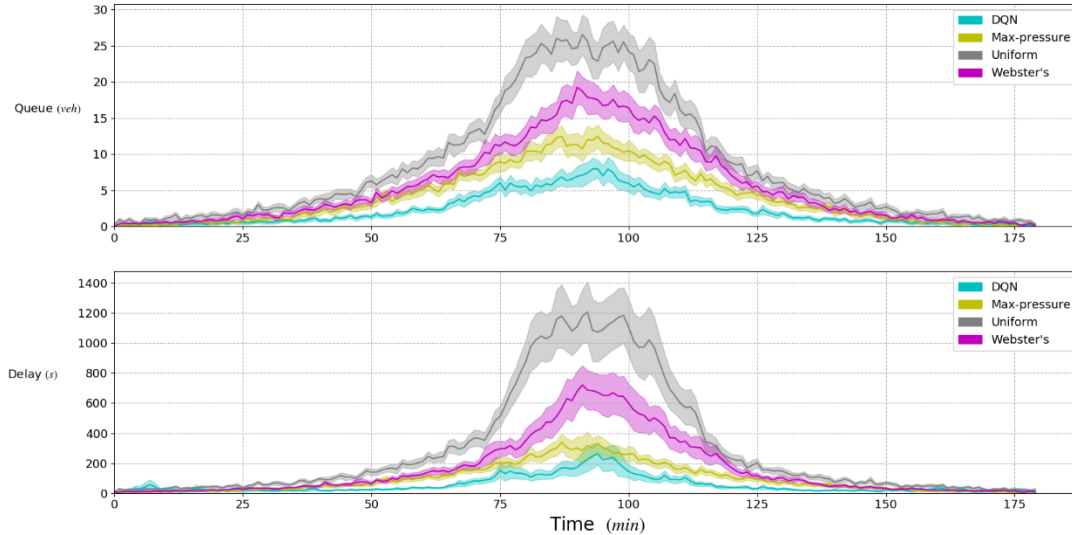 30
25
20
15
10
5
0
Queue (veh)
DQN
Max-pressure
Uniform
Webster's
0 25 50 75 100 125 150 175
1400
1200
1000
800
600
400
200
0
Delay (s)
DQN
Max-pressure
Uniform
Webster's
0 25 50 75 100 125 150 175
Time (min)